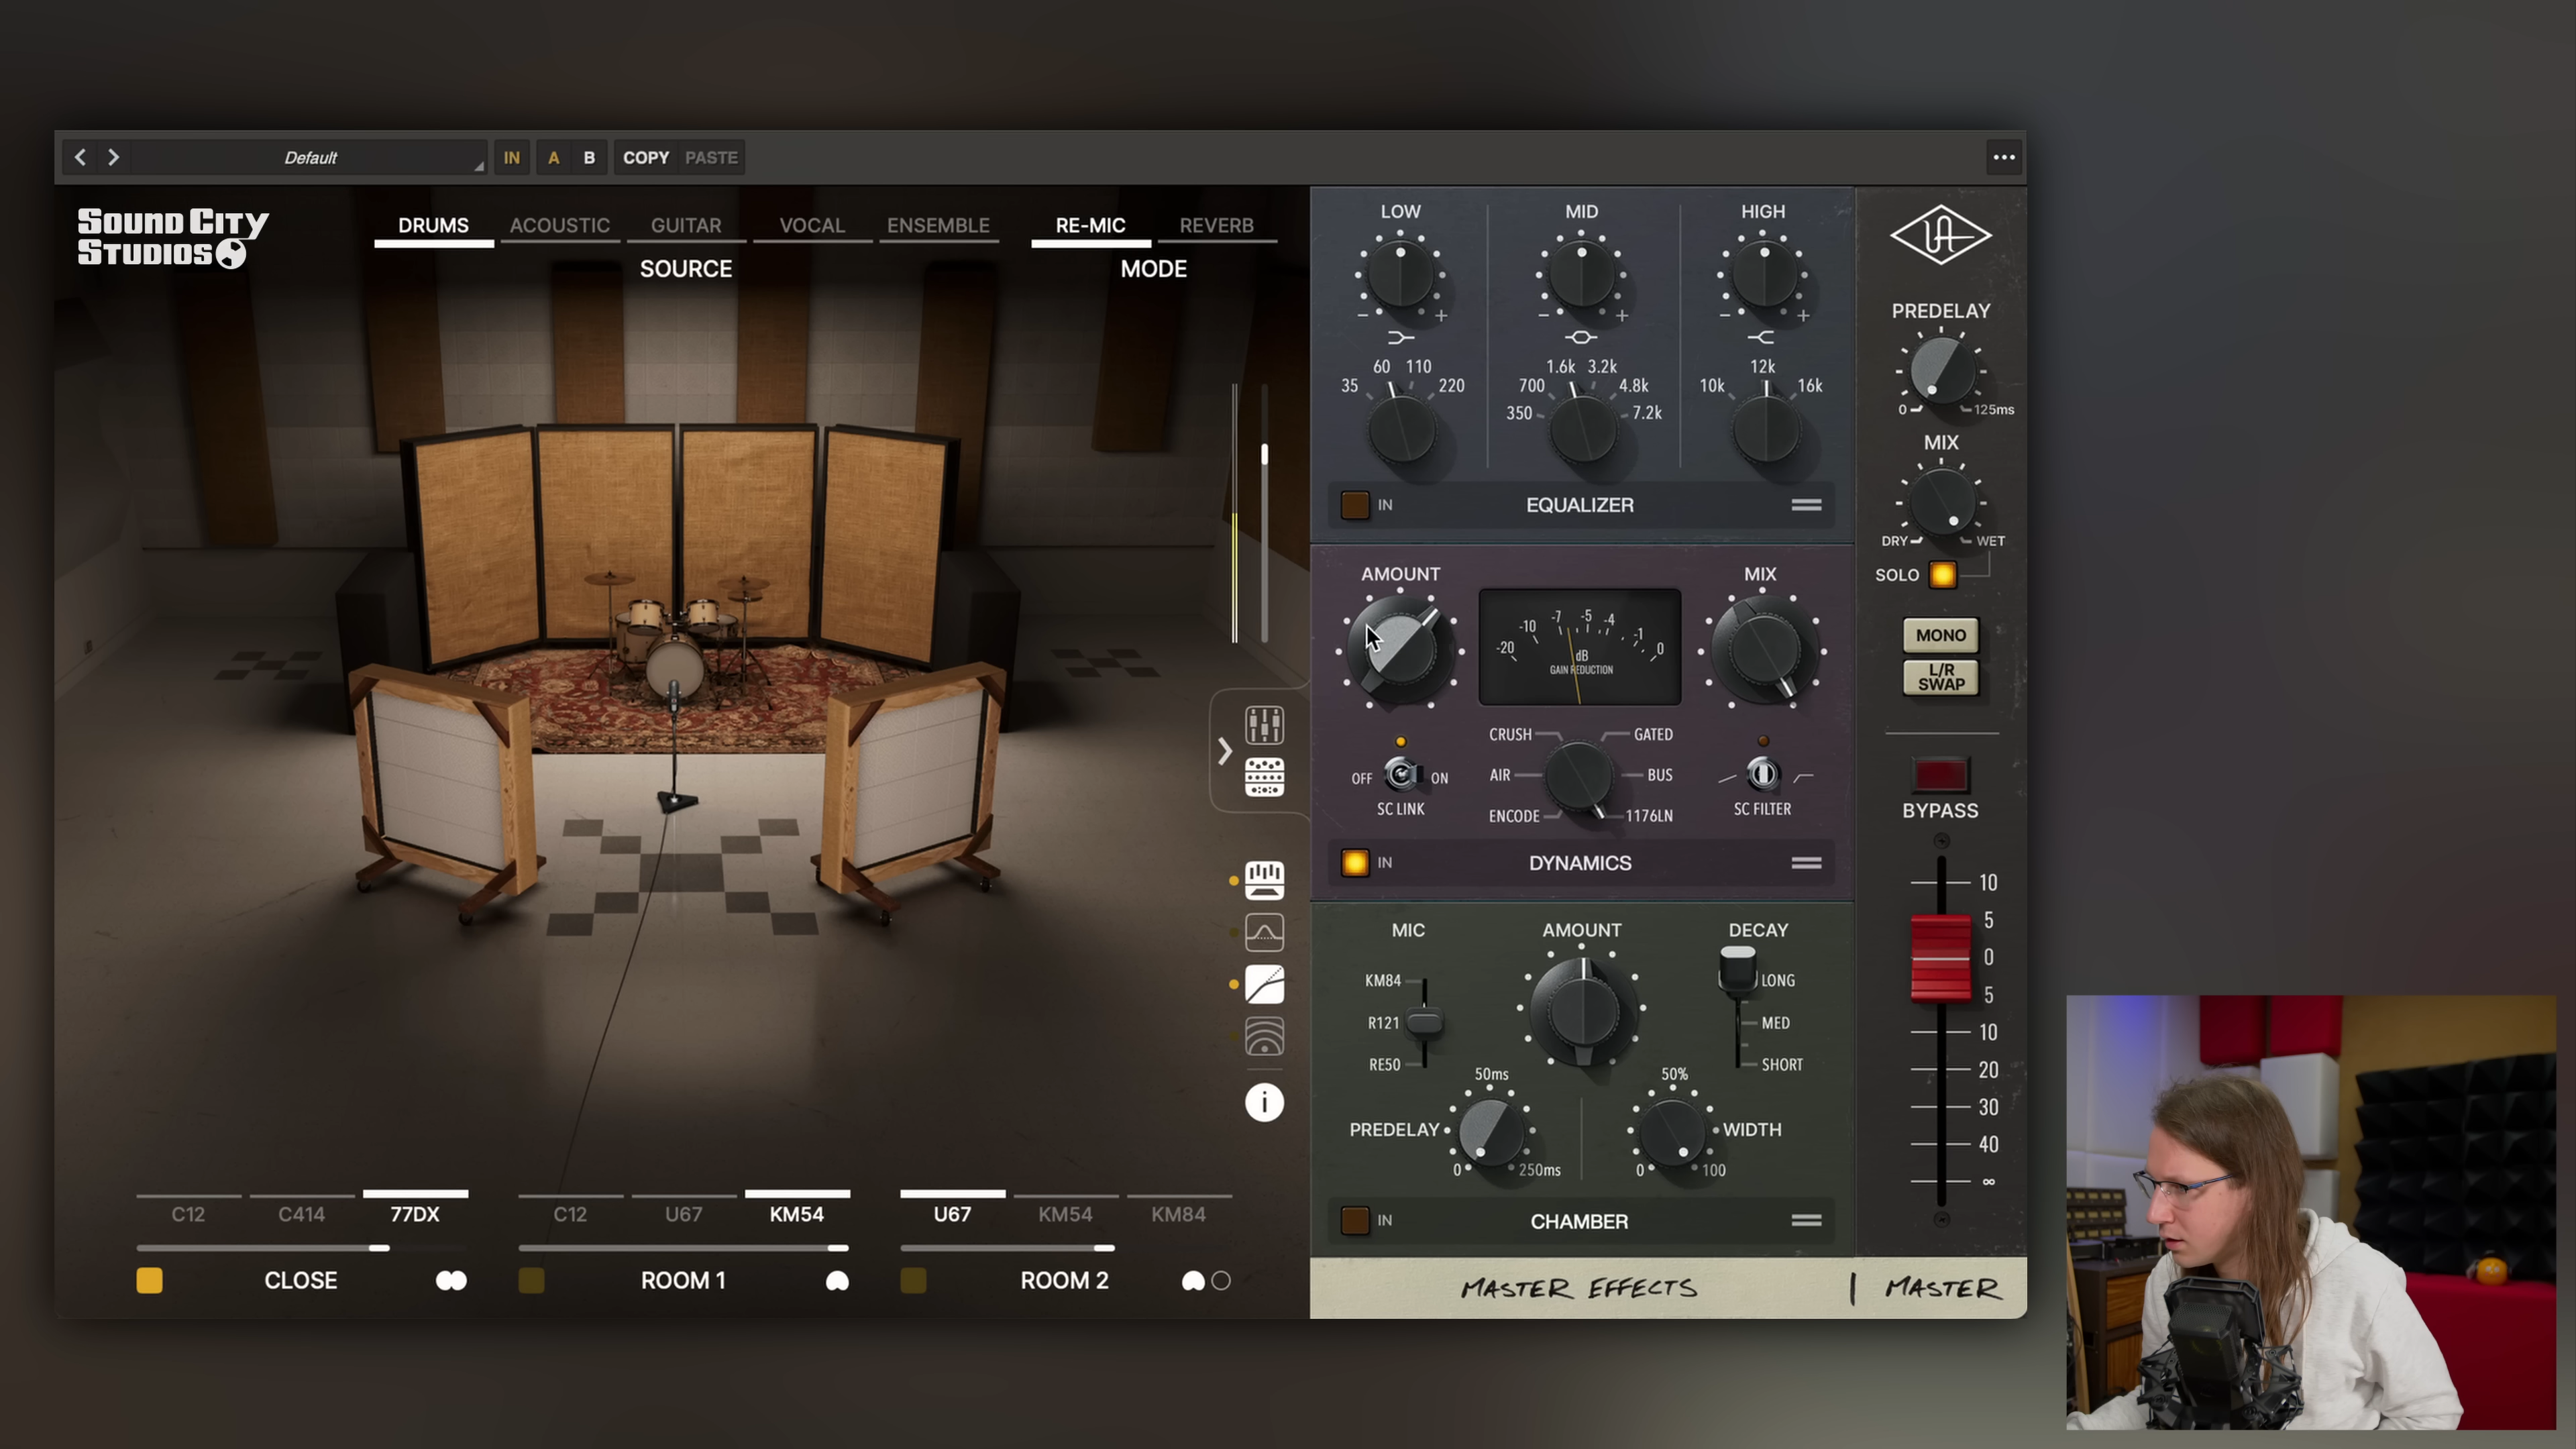 Default
IN
A
B
COPY
PASTE
SOUND CITY
STUDIOS
DRUMS
ACOUSTIC
GUITAR
VOCAL
ENSEMBLE
SOURCE
RE-MIC
REVERB
MODE
LOW
MID
HIGH
− +
− +
− +
60 110
35 220
1.6k 3.2k
700 4.8k
350 7.2k
12k
10k 16k
IN
EQUALIZER
AMOUNT
MIX
-20 -10 -7 -5 -4 -1 0
dB
GAIN REDUCTION
OFF ON
SC LINK
CRUSH GATED
AIR BUS
ENCODE 1176LN
SC FILTER
IN
DYNAMICS
MIC
KM84
R121
RE50
AMOUNT
DECAY
LONG
MED
SHORT
50ms
PREDELAY
0 250ms
50%
WIDTH
0 100
IN
CHAMBER
MASTER EFFECTS
UA
PREDELAY
0 125ms
MIX
DRY WET
SOLO
MONO
L/R
SWAP
BYPASS
10
5
0
5
10
20
30
40
∞
MASTER
i
C12 C414 77DX
CLOSE
C12 U67 KM54
ROOM 1
U67 KM54 KM84
ROOM 2